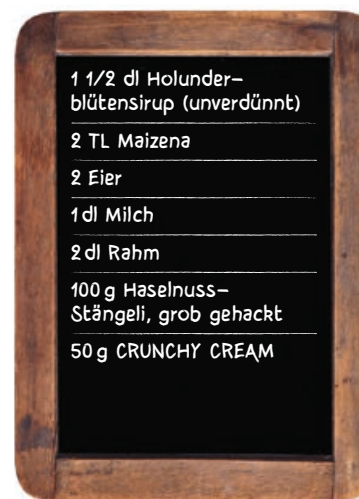 1 1/2 dl Holunder–
blütensirup (unverdünnt)
2 TL Maizena
2 Eier
1 dl Milch
2 dl Rahm
100 g Haselnuss–
Stängeli, grob gehackt
50 g CRUNCHY CREAM